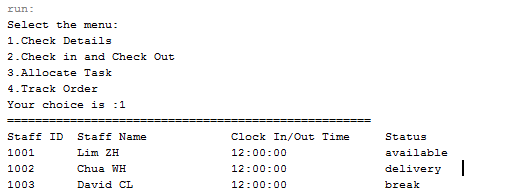 run:
Select the menu:
1.Check Details
2.Check in and Check Out
3.Allocate Task
4.Track Order
Your choice is :1
====================================================
Staff ID  Staff Name            Clock In/Out Time     Status
1001      Lim ZH                12:00:00              available
1002      Chua WH               12:00:00              delivery
1003      David CL              12:00:00              break